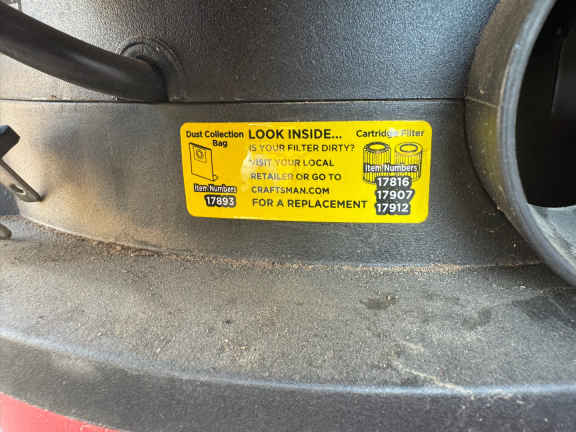 Dust Collection
Bag
Item Numbers
17893
LOOK INSIDE...
IS YOUR FILTER DIRTY?
VISIT YOUR LOCAL
RETAILER OR GO TO
CRAFTSMAN.COM
FOR A REPLACEMENT
Cartridge Filter
Item Numbers
17816
17907
17912